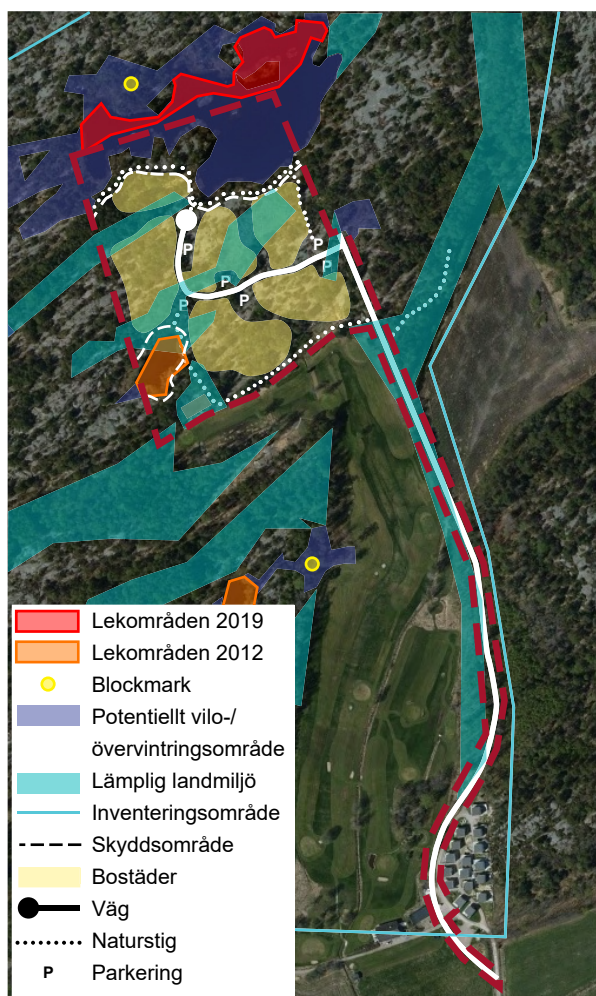 P
P
P
P
P
P
Lekområden 2019
Lekområden 2012
Blockmark
Potentiellt vilo-/
övervintringsområde
Lämplig landmiljö
Inventeringsområde
Skyddsområde
Bostäder
Väg
Naturstig
P Parkering